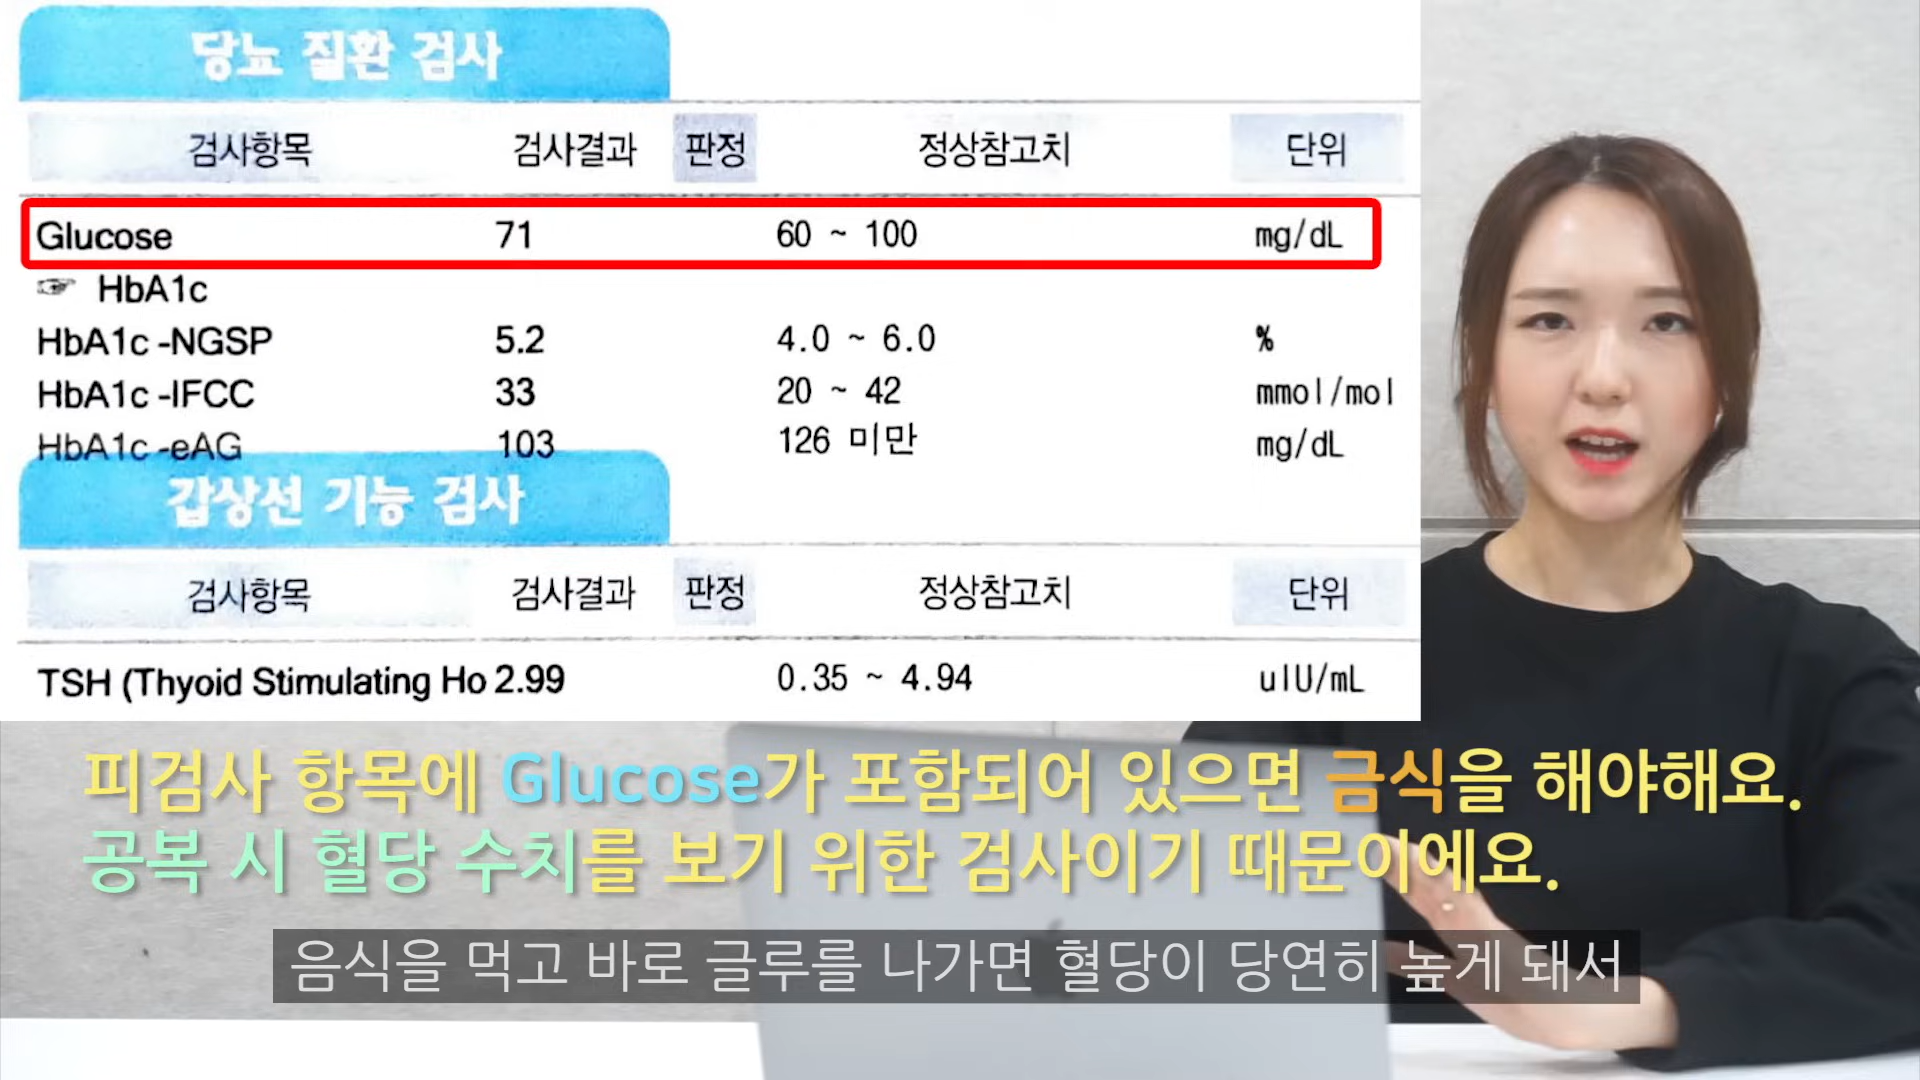 당뇨 질환 검사
검사항목 검사결과 판정 정상참고치 단위
Glucose 71 60 ~ 100 mg/dL
☞ HbA1c
HbA1c -NGSP 5.2 4.0 ~ 6.0 %
HbA1c -IFCC 33 20 ~ 42 mmol/mol
HbA1c -eAG 103 126 미만 mg/dL
갑상선 기능 검사
검사항목 검사결과 판정 정상참고치 단위
TSH (Thyoid Stimulating Ho 2.99 0.35 ~ 4.94 uIU/mL
피검사 항목에 Glucose가 포함되어 있으면 금식을 해야해요.
공복 시 혈당 수치를 보기 위한 검사이기 때문이에요.
음식을 먹고 바로 글루를 나가면 혈당이 당연히 높게 돼서